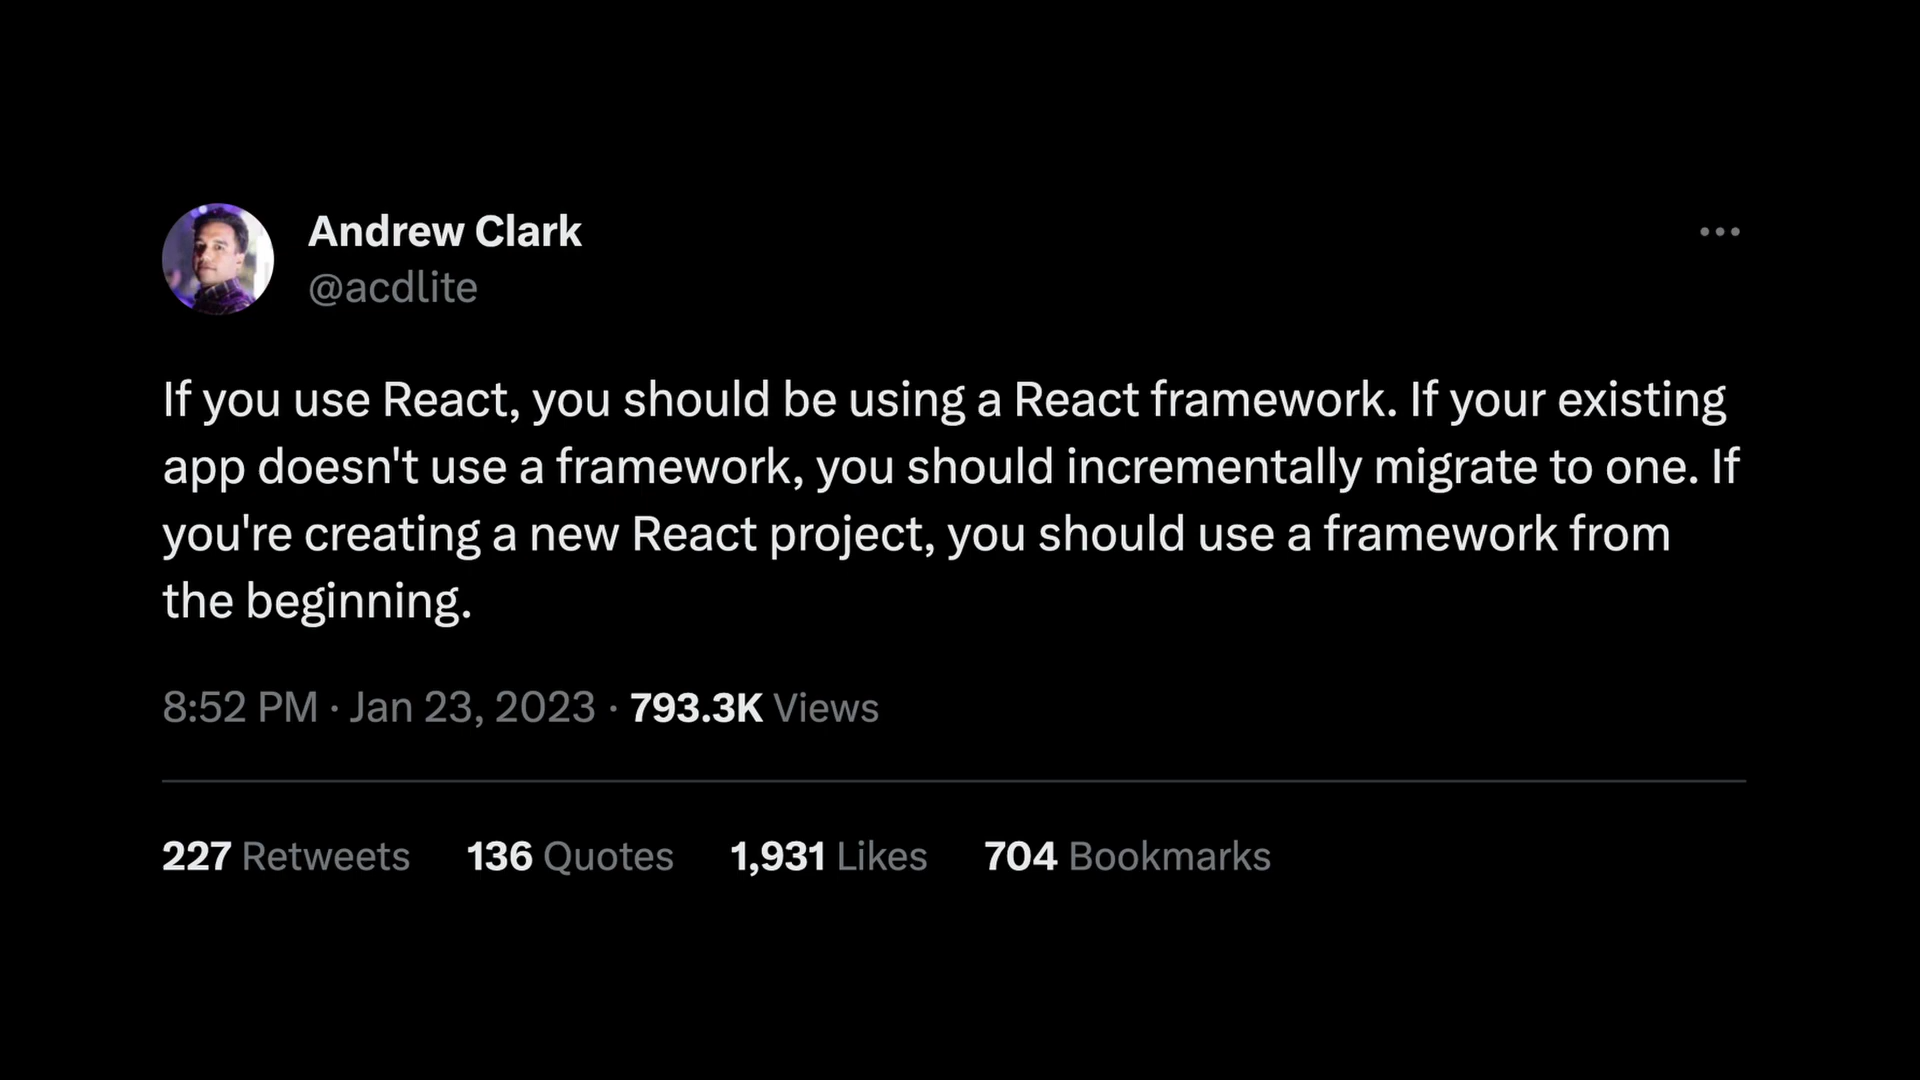 Andrew Clark
@acdlite
If you use React, you should be using a React framework. If your existing
app doesn't use a framework, you should incrementally migrate to one. If
you're creating a new React project, you should use a framework from
the beginning.
8:52 PM · Jan 23, 2023 · 793.3K Views
227 Retweets 136 Quotes 1,931 Likes 704 Bookmarks